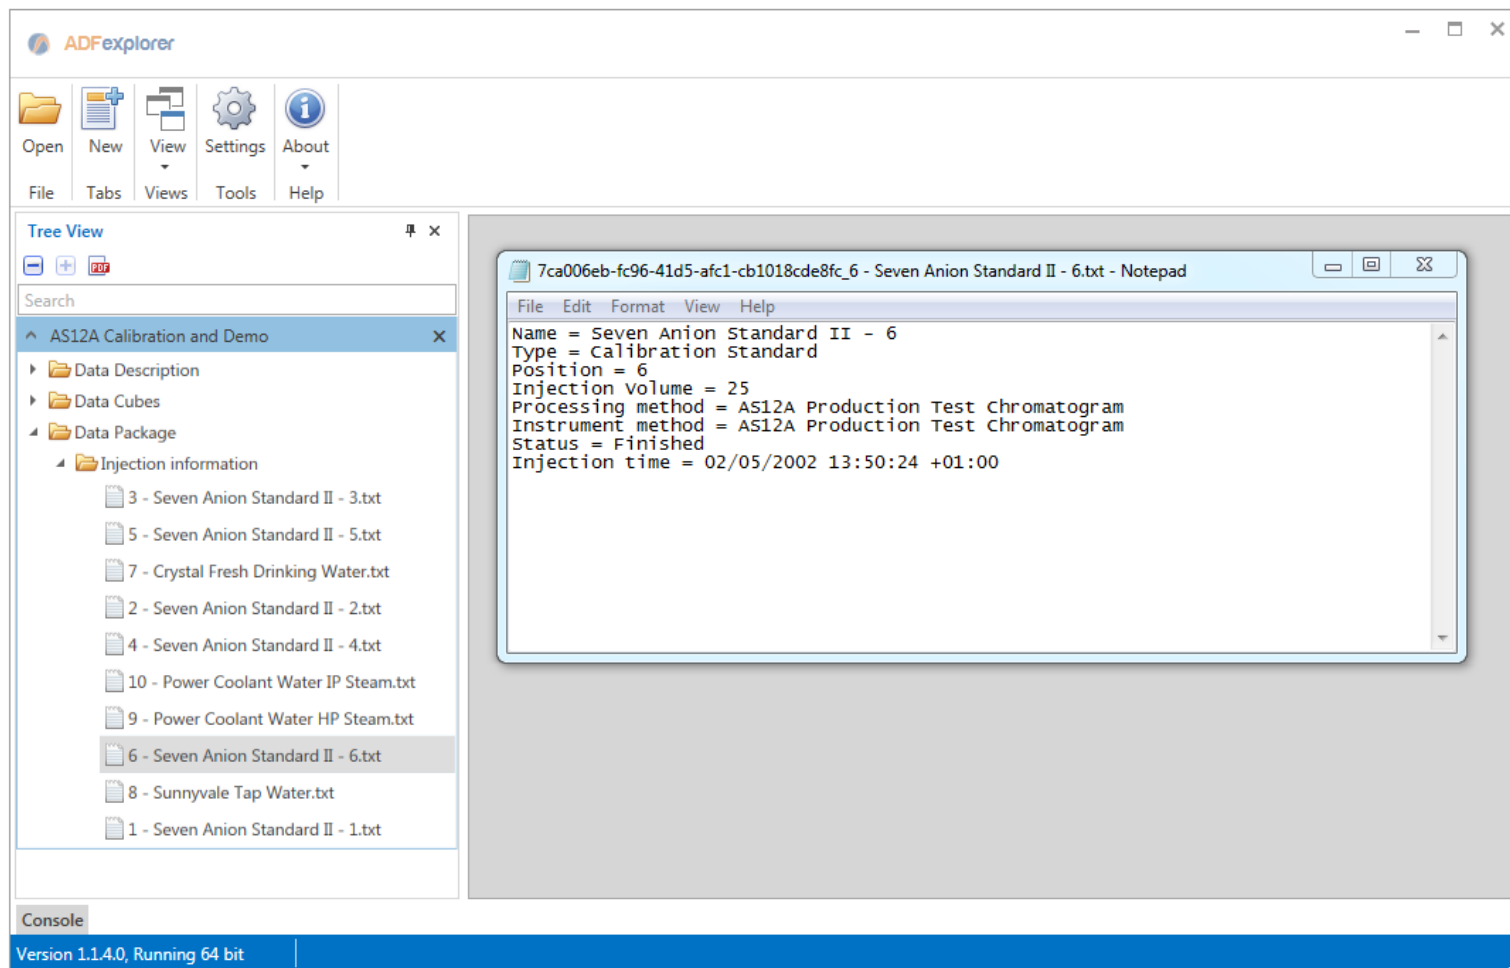 ADFexplorer
Open
New
View
Settings
About
File
Tabs
Views
Tools
Help
Tree View
PDF
Search
AS12A Calibration and Demo
Data Description
Data Cubes
Data Package
Injection information
3 - Seven Anion Standard II - 3.txt
5 - Seven Anion Standard II - 5.txt
7 - Crystal Fresh Drinking Water.txt
2 - Seven Anion Standard II - 2.txt
4 - Seven Anion Standard II - 4.txt
10 - Power Coolant Water IP Steam.txt
9 - Power Coolant Water HP Steam.txt
6 - Seven Anion Standard II - 6.txt
8 - Sunnyvale Tap Water.txt
1 - Seven Anion Standard II - 1.txt
7ca006eb-fc96-41d5-afc1-cb1018cde8fc_6 - Seven Anion Standard II - 6.txt - Notepad
File Edit Format View Help
Name = Seven Anion Standard II - 6
Type = Calibration Standard
Position = 6
Injection Volume = 25
Processing method = AS12A Production Test Chromatogram
Instrument method = AS12A Production Test Chromatogram
Status = Finished
Injection time = 02/05/2002 13:50:24 +01:00
Console
Version 1.1.4.0, Running 64 bit